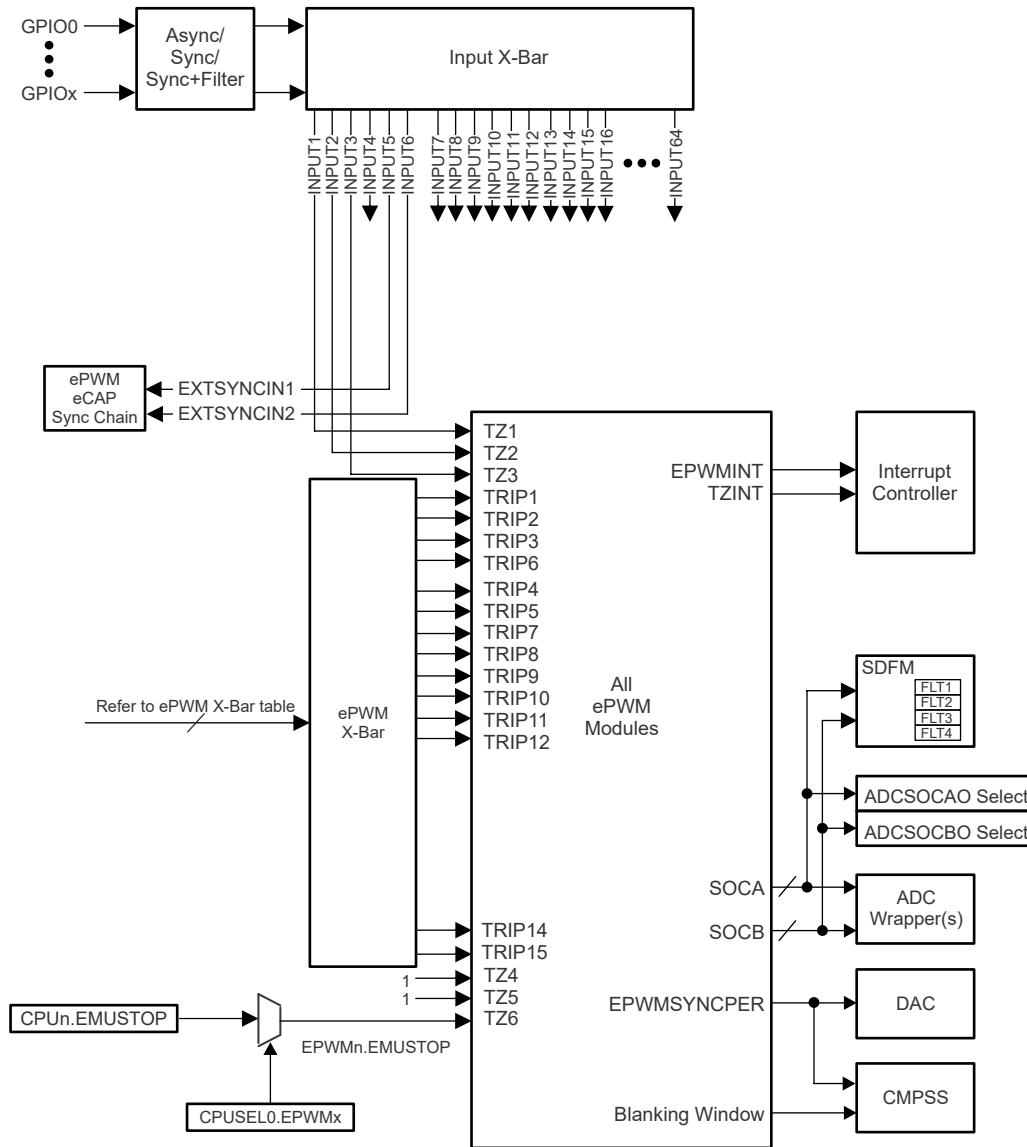 GPIO0
GPIOx
Async/
Sync/
Sync+Filter
Input X-Bar
INPUT1
INPUT2
INPUT3
INPUT4
INPUT5
INPUT6
INPUT7
INPUT8
INPUT9
INPUT10
INPUT11
INPUT12
INPUT13
INPUT14
INPUT15
INPUT16
INPUT64
ePWM
eCAP
Sync Chain
EXTSYNCIN1
EXTSYNCIN2
TZ1
TZ2
TZ3
TRIP1
TRIP2
TRIP3
TRIP6
TRIP4
TRIP5
TRIP7
TRIP8
TRIP9
TRIP10
TRIP11
TRIP12
TRIP14
TRIP15
1
TZ4
1
TZ5
TZ6
Refer to ePWM X-Bar table
ePWM
X-Bar
CPUn.EMUSTOP
EPWMn.EMUSTOP
CPUSEL0.EPWMx
All
ePWM
Modules
EPWMINT
TZINT
Interrupt
Controller
SDFM
FLT1
FLT2
FLT3
FLT4
ADCSOCAO Select
ADCSOCBO Select
SOCA
SOCB
ADC
Wrapper(s)
EPWMSYNCPER
DAC
CMPSS
Blanking Window